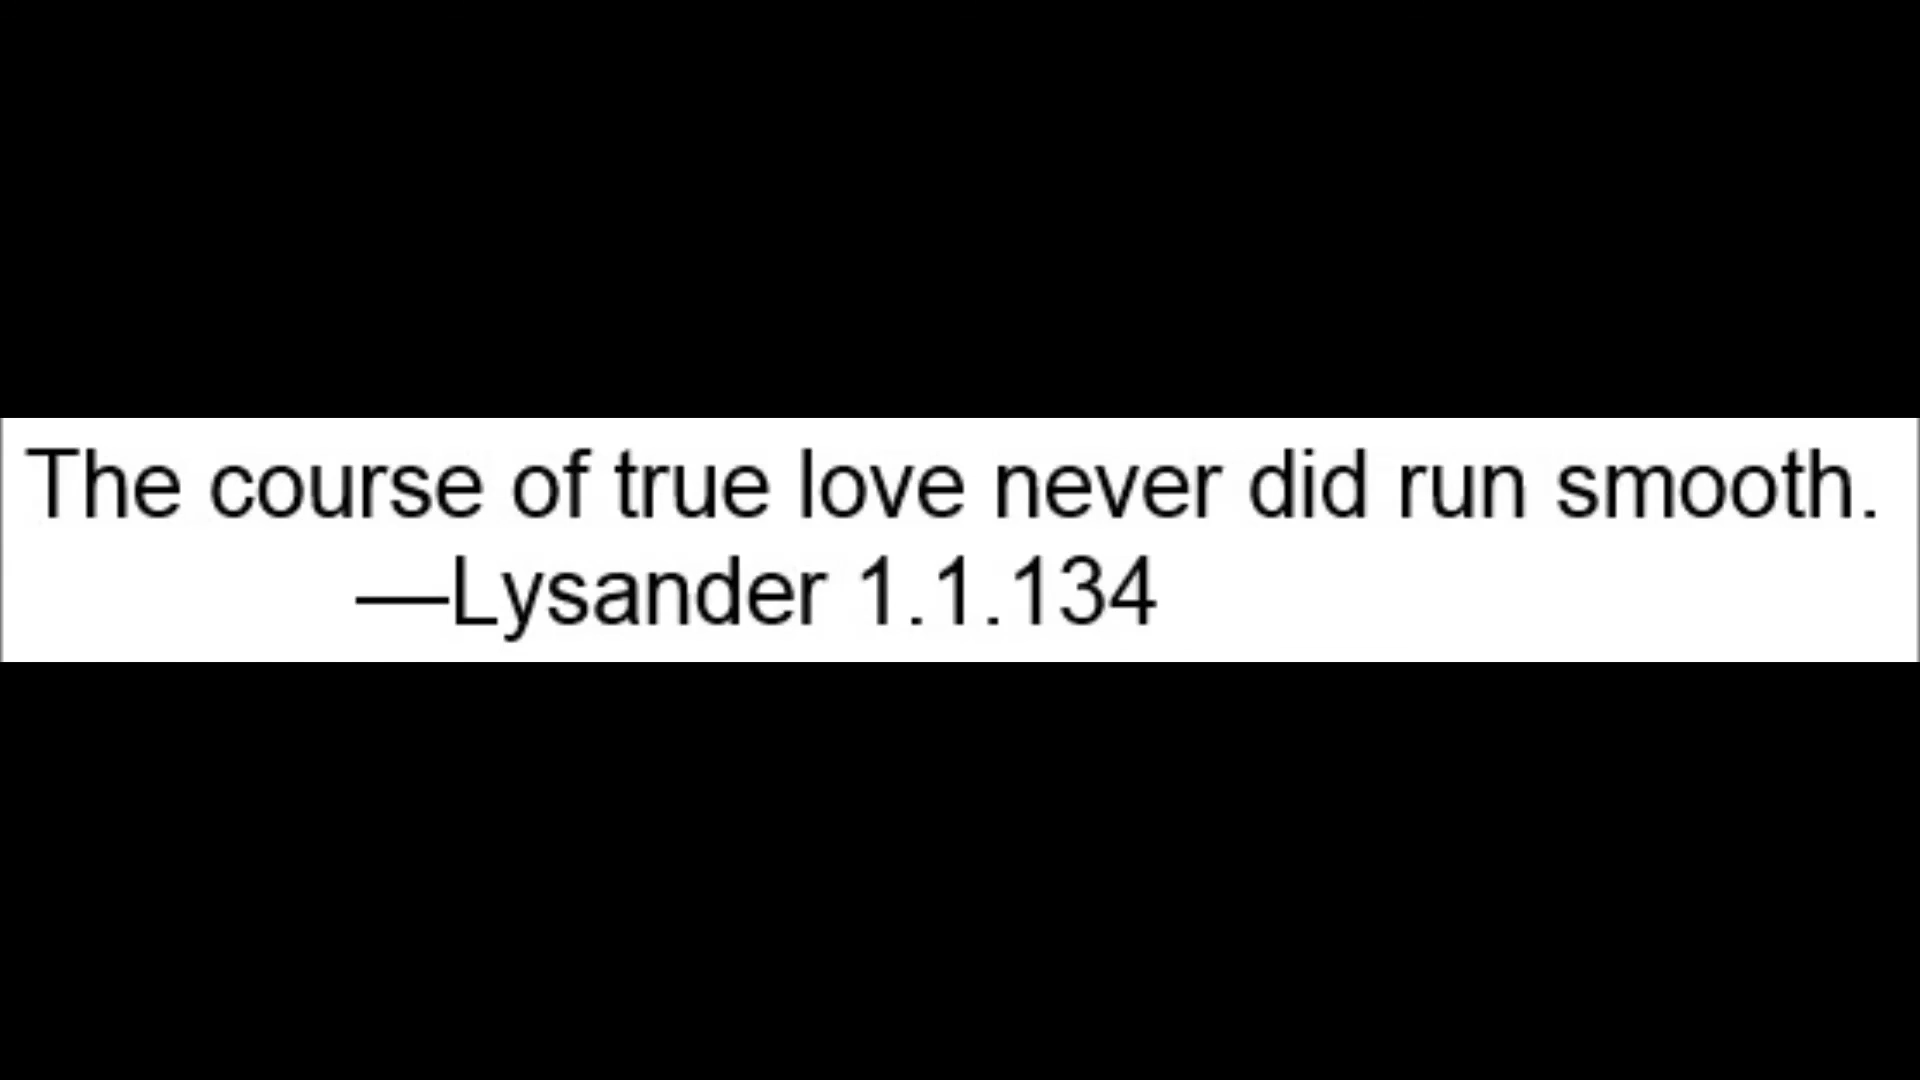 The course of true love never did run smooth.
—Lysander 1.1.134